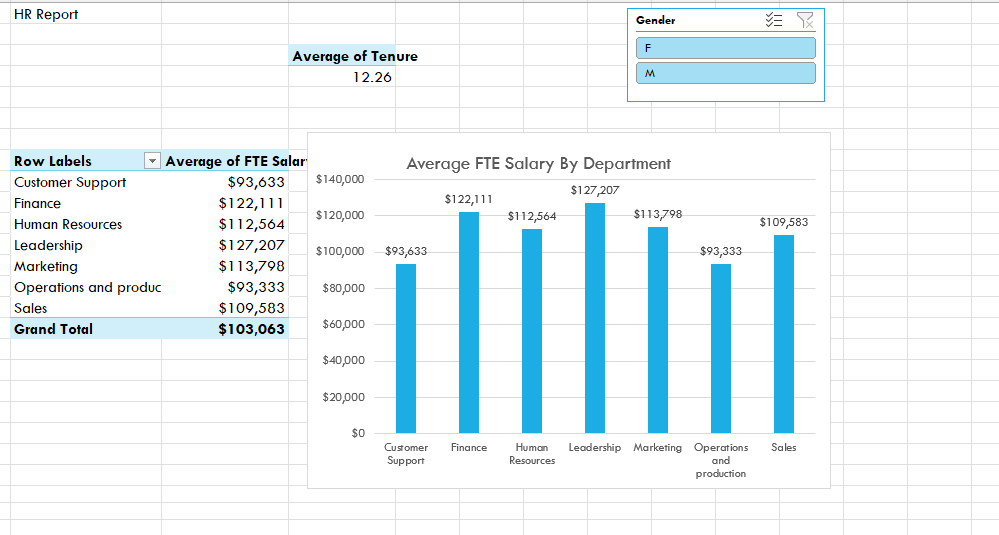 HR Report
Gender
F
M
Average of Tenure
12.26
Row Labels Average of FTE Salar
Customer Support $93,633
Finance $122,111
Human Resources $112,564
Leadership $127,207
Marketing $113,798
Operations and produc $93,333
Sales $109,583
Grand Total $103,063
Average FTE Salary By Department
$140,000
$120,000
$100,000
$80,000
$60,000
$40,000
$20,000
$0
$93,633
$122,111
$112,564
$127,207
$113,798
$93,333
$109,583
Customer
Support
Finance
Human
Resources
Leadership
Marketing
Operations
and
production
Sales